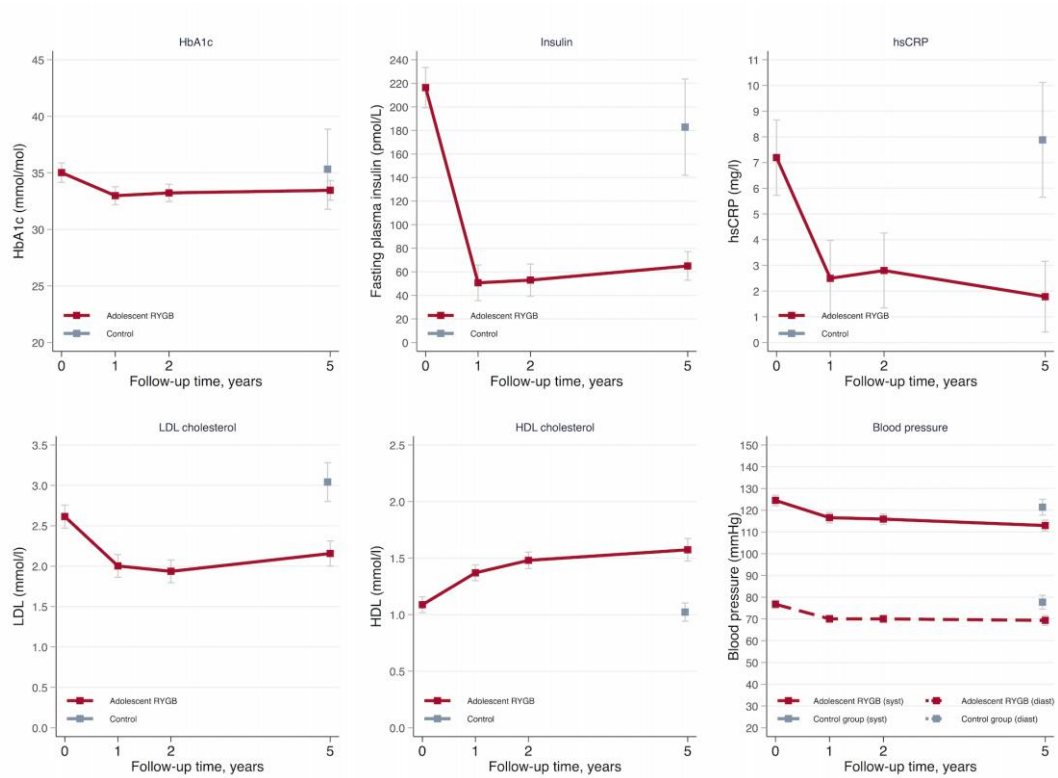 HbA1c
HbA1c (mmol/mol)
45
40
35
30
25
20
Adolescent RYGB
Control
0 1 2 5
Follow-up time, years
Insulin
Fasting plasma insulin (pmol/L)
240
220
200
180
160
140
120
100
80
60
40
20
0
Adolescent RYGB
Control
0 1 2 5
Follow-up time, years
hsCRP
hsCRP (mg/l)
11
10
9
8
7
6
5
4
3
2
1
0
Adolescent RYGB
Control
0 1 2 5
Follow-up time, years
LDL cholesterol
LDL (mmol/l)
3.5
3.0
2.5
2.0
1.5
1.0
0.5
0.0
Adolescent RYGB
Control
0 1 2 5
Follow-up time, years
HDL cholesterol
HDL (mmol/l)
2.5
2.0
1.5
1.0
0.5
0.0
Adolescent RYGB
Control
0 1 2 5
Follow-up time, years
Blood pressure
Blood pressure (mmHg)
150
140
130
120
110
100
90
80
70
60
50
40
30
20
Adolescent RYGB (syst) Adolescent RYGB (diast)
Control group (syst) Control group (diast)
0 1 2 5
Follow-up time, years